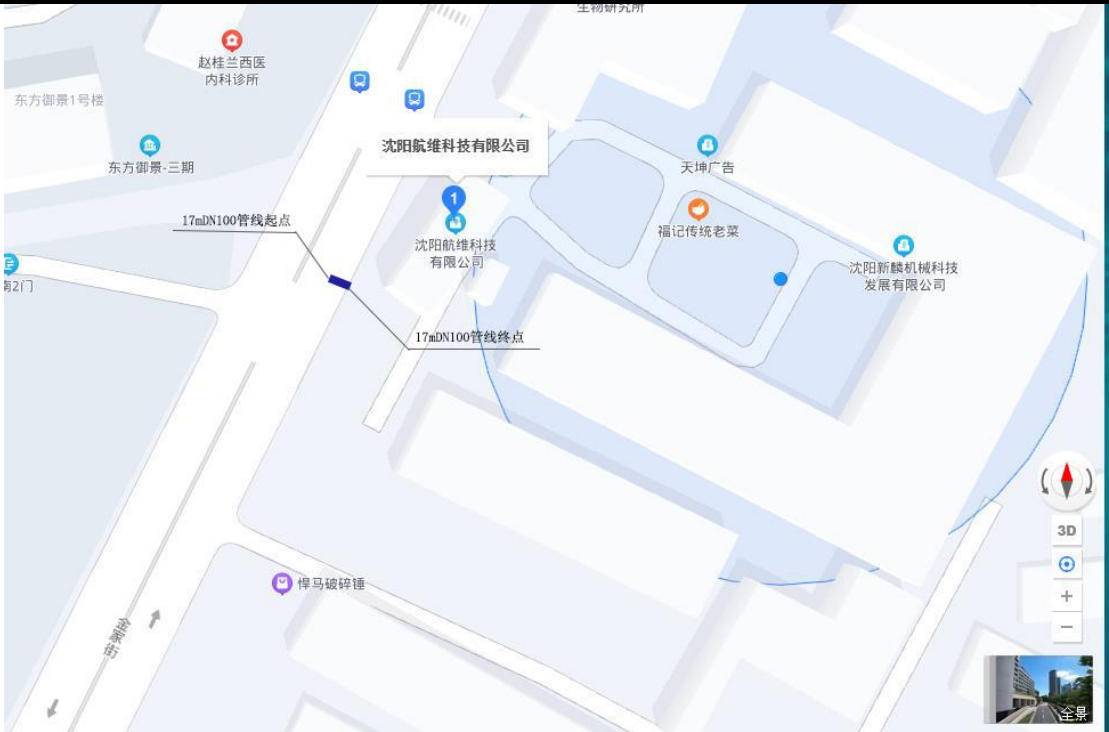 生物研究所
赵桂兰西医
内科诊所
东方御景1号楼
沈阳航维科技有限公司
天坤广告
东方御景-三期
1
17mDN100管线起点
福记传统老菜
沈阳航维科技
有限公司
沈阳新麟机械科技
发展有限公司
南2门
17mDN100管线终点
3D
悍马破碎锤
金家街
全景